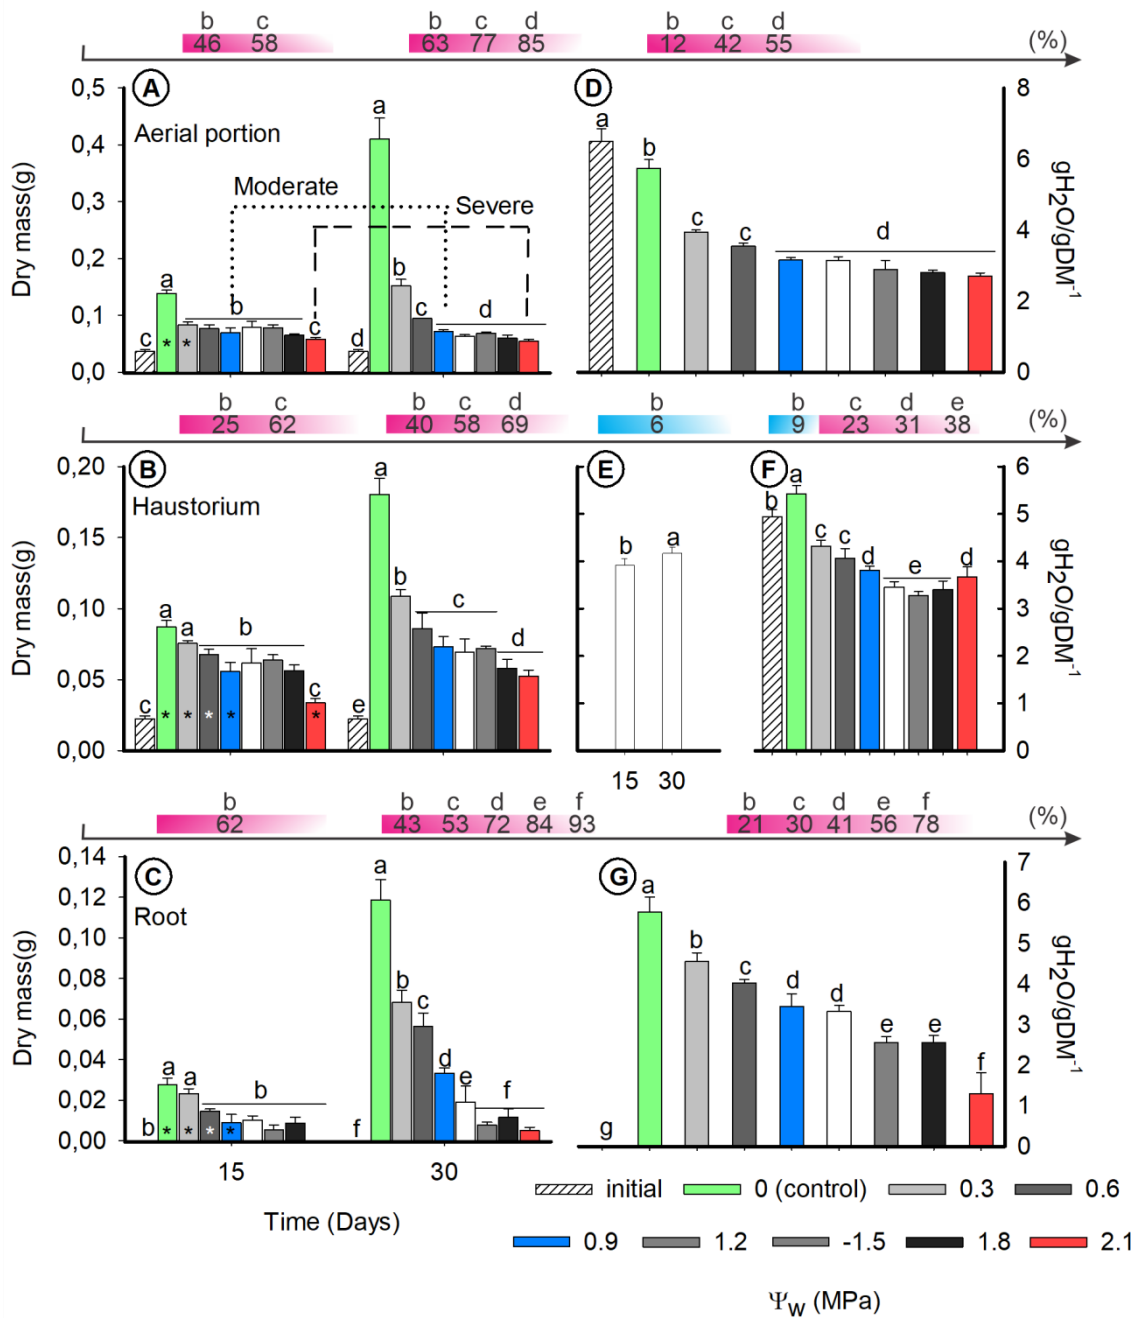 b c b c d b c d
46 58 63 77 85 12 42 55 (%)
A
Aerial portion
Dry mass(g)
0,5
0,4
0,3
0,2
0,1
0,0
Moderate
Severe
c a b c
* *
d a b c d
D
a b c c d
8
6
4
2
0
gH2O/gDM-1
b c b c d b b c d e
25 62 40 58 69 6 9 23 31 38 (%)
B
Haustorium
Dry mass(g)
0,20
0,15
0,10
0,05
0,00
c a a b c
* * * * *
e a b c d
E
b a
15 30
F
b a c c d e d
6
5
4
3
2
1
0
gH2O/gDM-1
b b c d e f b c d e f
62 43 53 72 84 93 21 30 41 56 78 (%)
C
Root
Dry mass(g)
0,14
0,12
0,10
0,08
0,06
0,04
0,02
0,00
b a a b
* * * *
f a b c d e f
15 30
Time (Days)
G
g a b c d d e e f
7
6
5
4
3
2
1
0
gH2O/gDM-1
initial 0 (control) 0.3 0.6
0.9 1.2 -1.5 1.8 2.1
Ψw (MPa)